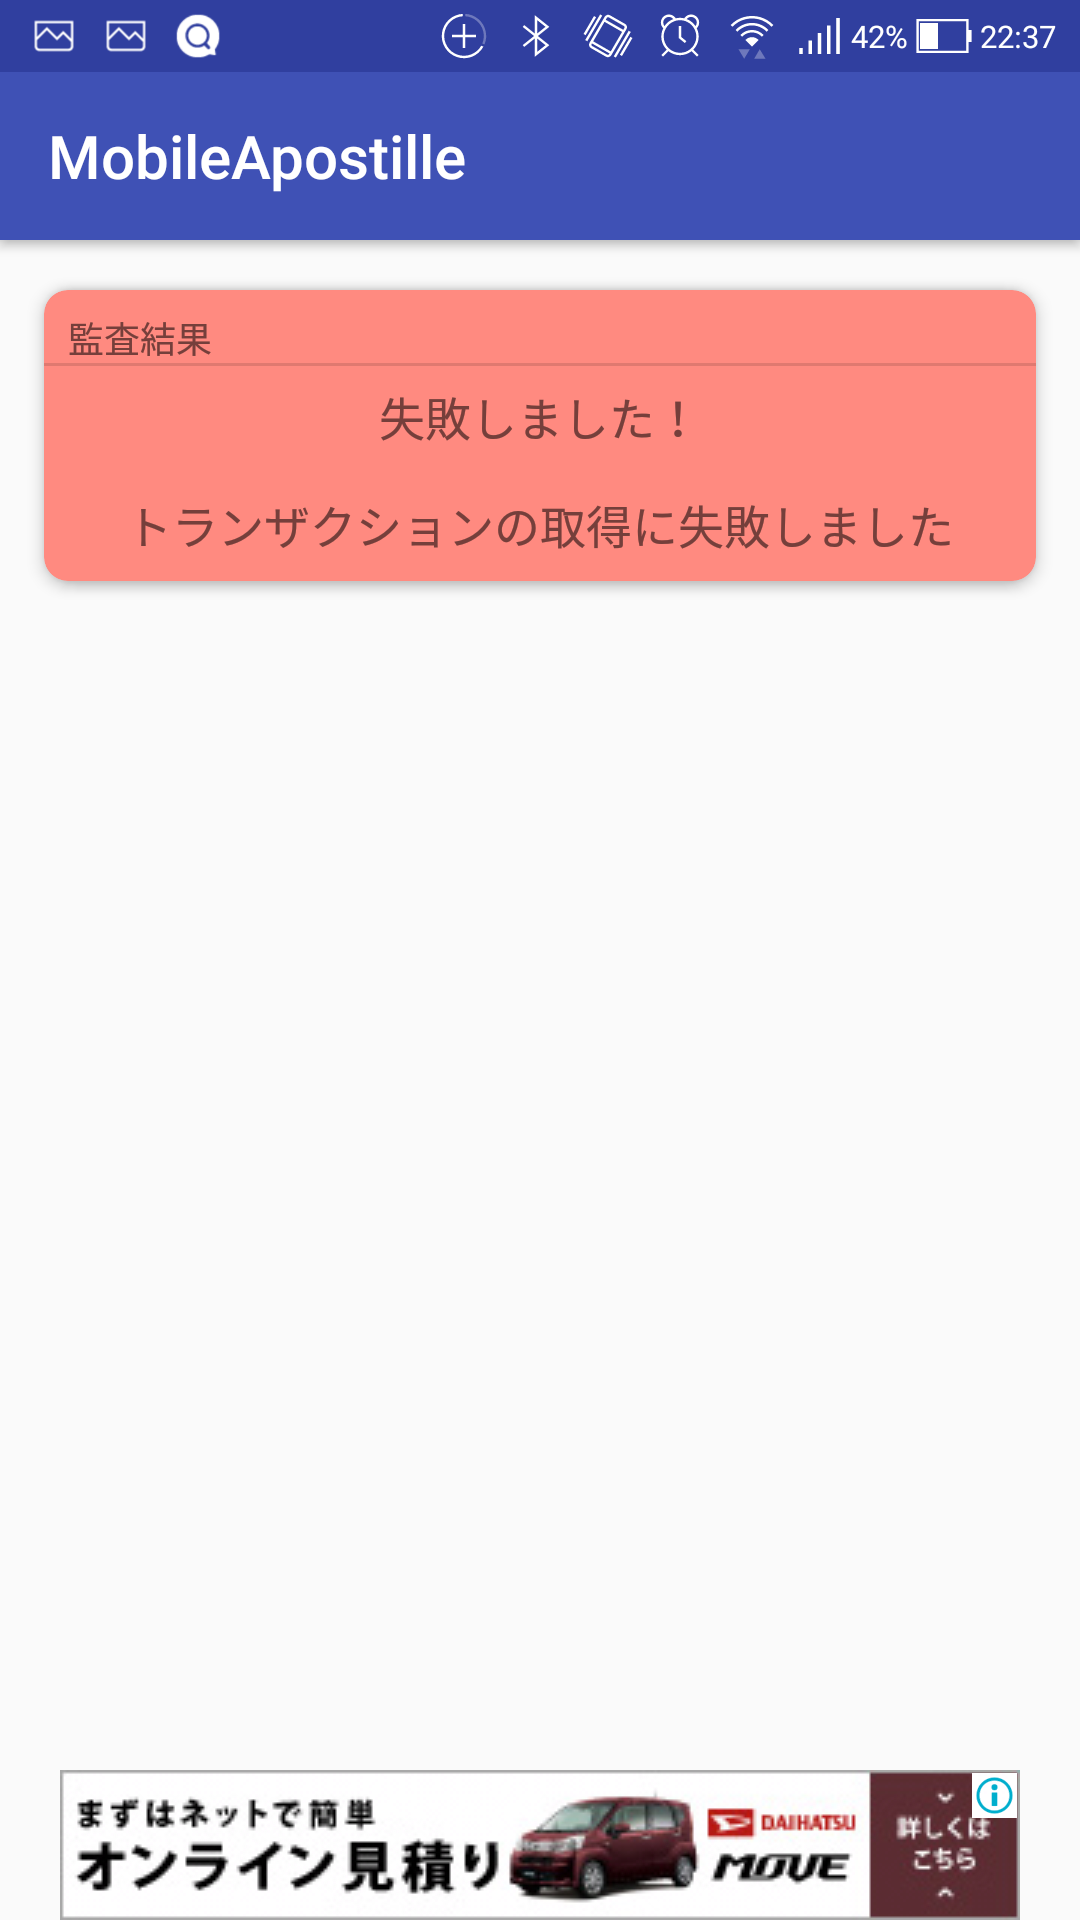 42% 22:37
MobileApostille
監査結果
失敗しました！
トランザクションの取得に失敗しました
まずはネットで簡単
オンライン見積り
DAIHATSU
MOVE
詳しくは
こちら